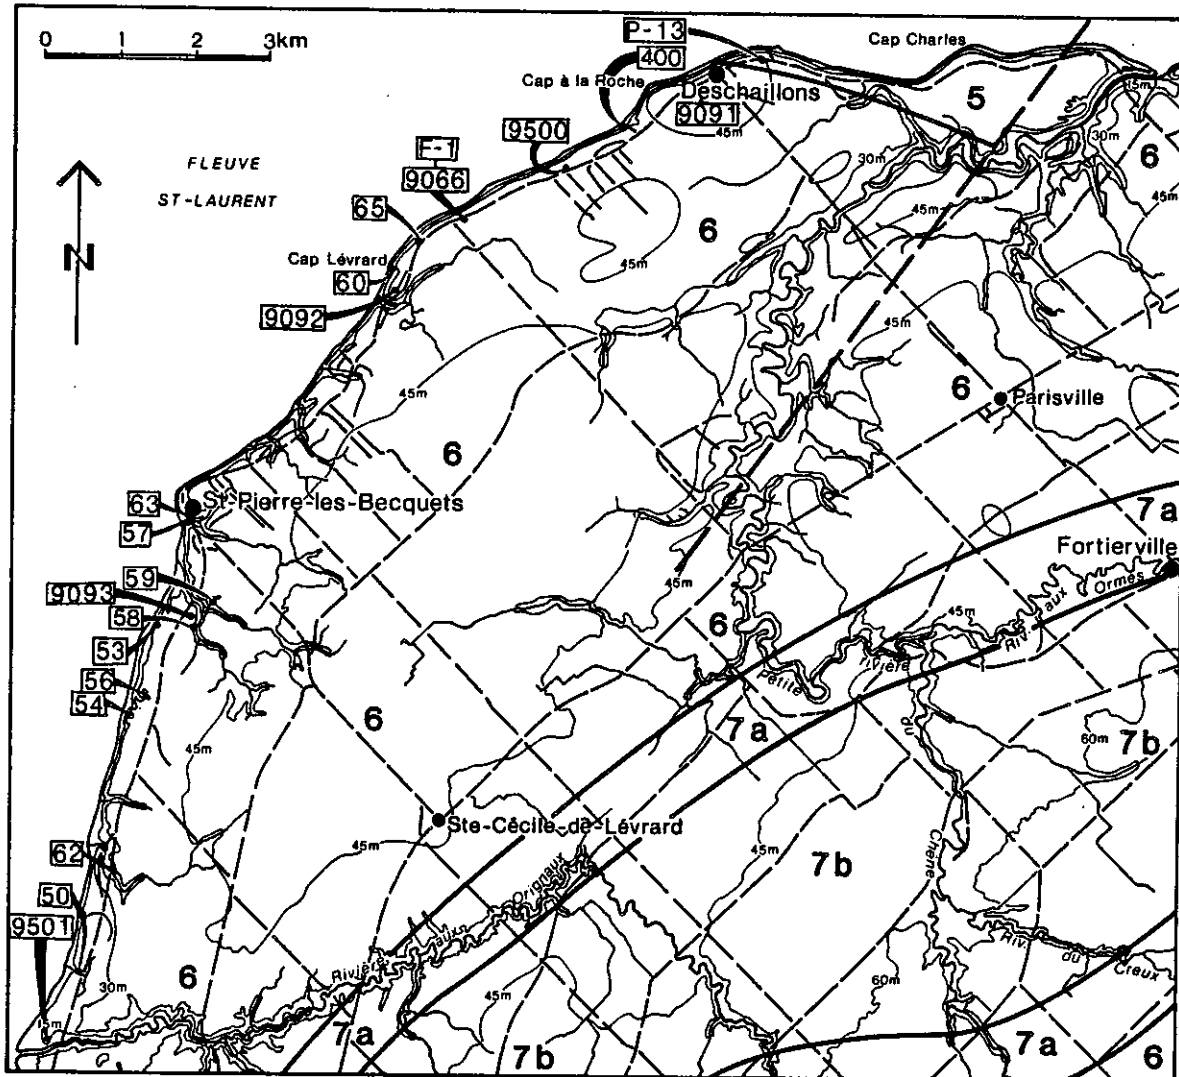 0 1 2 3km
P-13
400
Cap Charles
Cap à la Roche
Deschaillons
9091
45m
5
15m
30m
30m
6
45m
9500
F-1
9066
FLEUVE
ST-LAURENT
N
65
Cap Lévrard
60
9092
6
45m
45m
45m
45m
6
Parisville
6
63
St-Pierre-les-Becquets
57
7a
Fortierville
59
9093
58
53
56
54
45m
6
45m
Riv. aux Ormes
Petite rivière du Chêne
6
7a
60m
7b
45m
Ste-Cécile-de-Lévrard
45m
45m
7b
62
50
9501
Rivière aux Orignaux
Riv. du Creux
6
30m
15m
60m
45m
7a
7b
7a
6